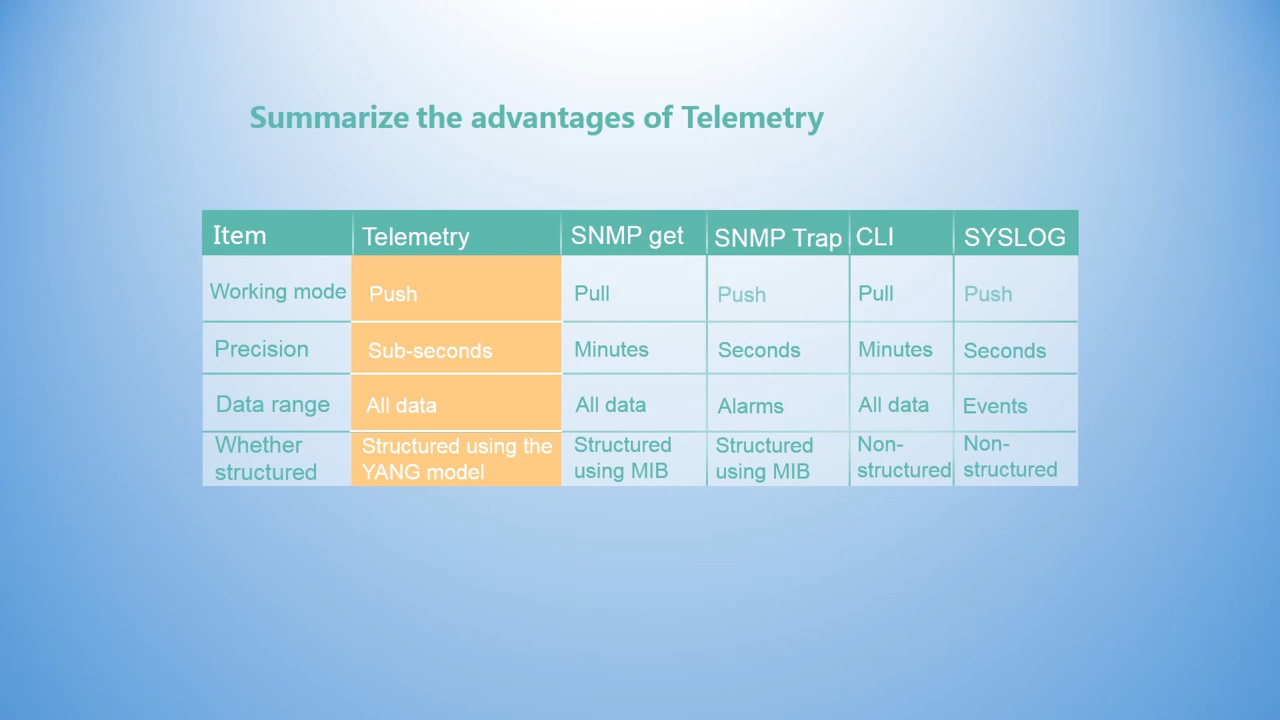 Summarize the advantages of Telemetry
Item Telemetry SNMP get SNMP Trap CLI SYSLOG
Working mode Push Pull Push Pull Push
Precision Sub-seconds Minutes Seconds Minutes Seconds
Data range All data All data Alarms All data Events
Whether structured Structured using the YANG model Structured using MIB Structured using MIB Non-structured Non-structured